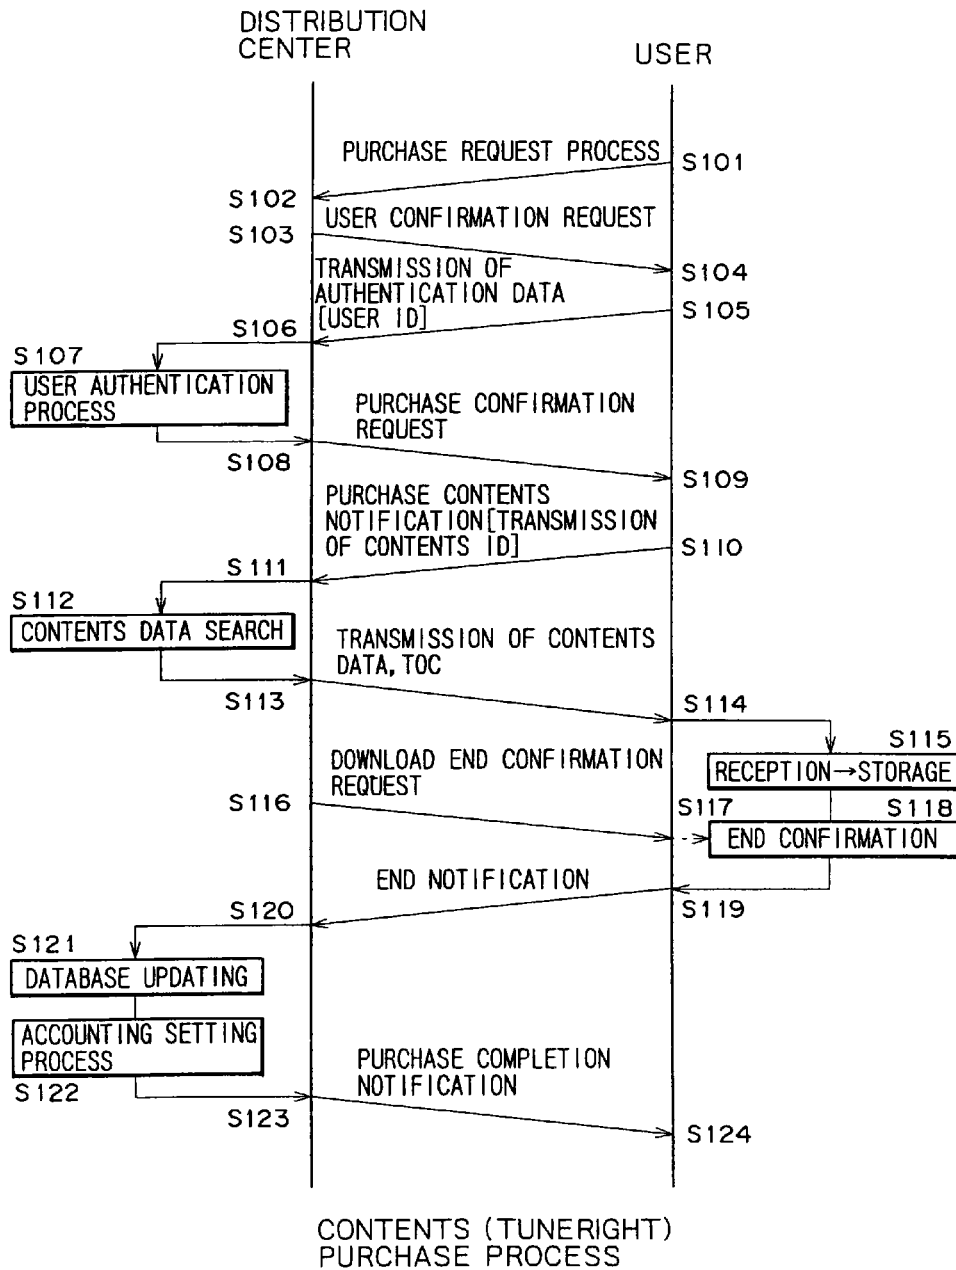 DISTRIBUTION
CENTER
USER
PURCHASE REQUEST PROCESS
S101
S102
USER CONFIRMATION REQUEST
S103
S104
TRANSMISSION OF
AUTHENTICATION DATA
[USER ID]
S105
S106
S107
USER AUTHENTICATION
PROCESS
PURCHASE CONFIRMATION
REQUEST
S108
S109
PURCHASE CONTENTS
NOTIFICATION[TRANSMISSION
OF CONTENTS ID]
S110
S111
S112
CONTENTS DATA SEARCH
TRANSMISSION OF CONTENTS
DATA, TOC
S113
S114
S115
RECEPTION→STORAGE
DOWNLOAD END CONFIRMATION
REQUEST
S116
S117
S118
END CONFIRMATION
END NOTIFICATION
S119
S120
S121
DATABASE UPDATING
ACCOUNTING SETTING
PROCESS
S122
PURCHASE COMPLETION
NOTIFICATION
S123
S124
CONTENTS (TUNERIGHT)
PURCHASE PROCESS